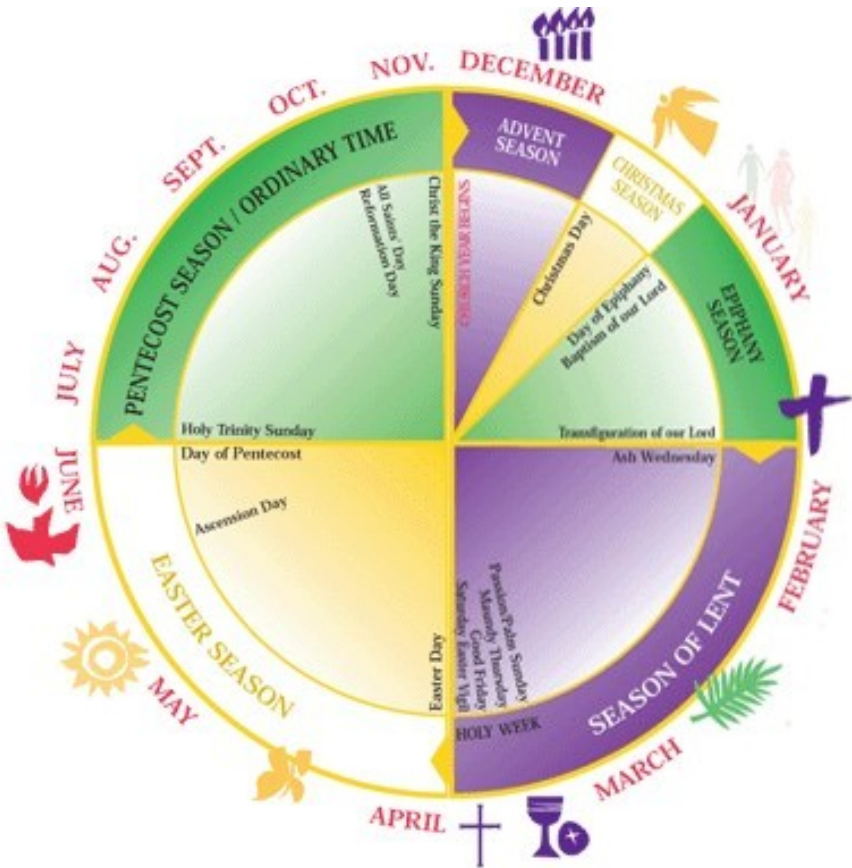 DECEMBER
ADVENT
SEASON
CHURCH YEAR BEGINS
CHRISTMAS
SEASON
Christmas Day
JANUARY
EPIPHANY
SEASON
Day of Epiphany
Baptism of our Lord
Transfiguration of our Lord
Ash Wednesday
FEBRUARY
SEASON OF LENT
MARCH
Passion/Palm Sunday
Maundy Thursday
Good Friday
Saturday Easter Vigil
HOLY WEEK
APRIL
Easter Day
EASTER SEASON
MAY
Ascension Day
Day of Pentecost
JUNE
Holy Trinity Sunday
JULY
PENTECOST SEASON / ORDINARY TIME
AUG.
SEPT.
OCT.
NOV.
Reformation Day
All Saints' Day
Christ the King Sunday